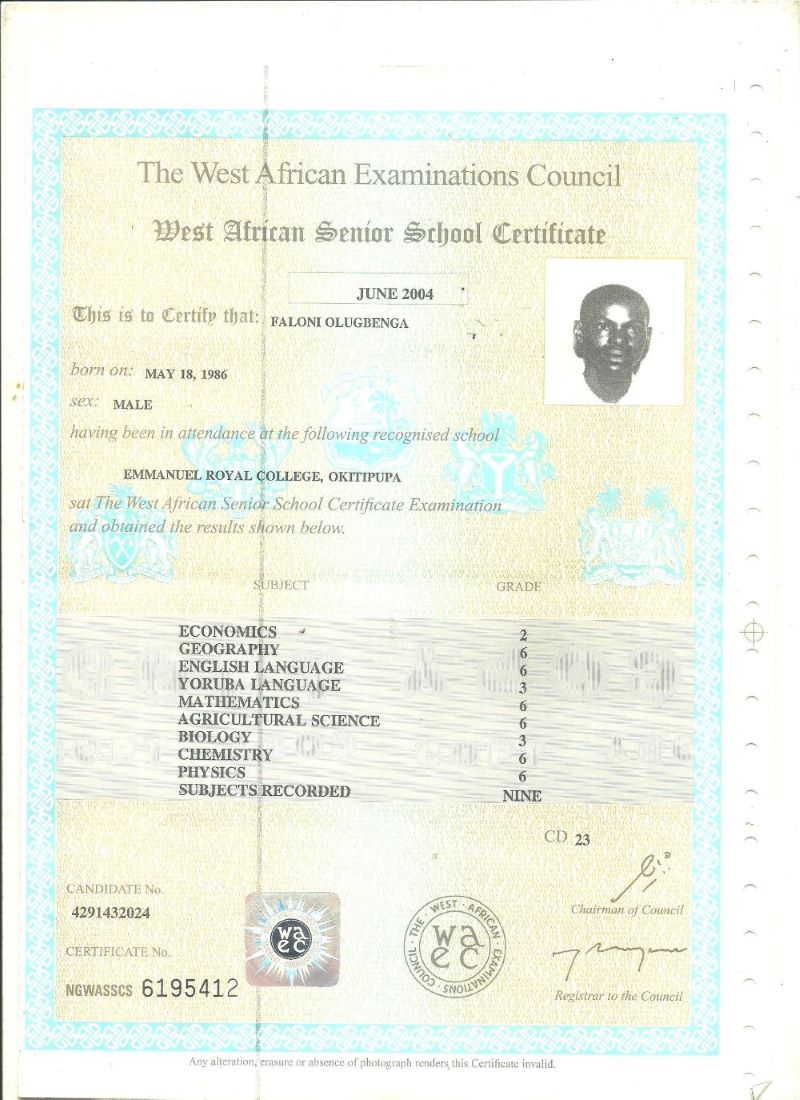 The West African Examinations Council
West African Senior School Certificate
JUNE 2004
This is to Certify that: FALONI OLUGBENGA
born on: MAY 18, 1986
sex: MALE
having been in attendance at the following recognised school
EMMANUEL ROYAL COLLEGE, OKITIPUPA
sat The West African Senior School Certificate Examination
and obtained the results shown below.
SUBJECT GRADE
ECONOMICS 2
GEOGRAPHY 6
ENGLISH LANGUAGE 6
YORUBA LANGUAGE 3
MATHEMATICS 6
AGRICULTURAL SCIENCE 6
BIOLOGY 3
CHEMISTRY 6
PHYSICS 6
SUBJECTS RECORDED NINE
CD 23
CANDIDATE No.
4291432024
Chairman of Council
CERTIFICATE No.
NGWASSCS 6195412
waec
THE · WEST · AFRICAN EXAMINATIONS COUNCIL
waec
Registrar to the Council
Any alteration, erasure or absence of photograph renders this Certificate invalid.